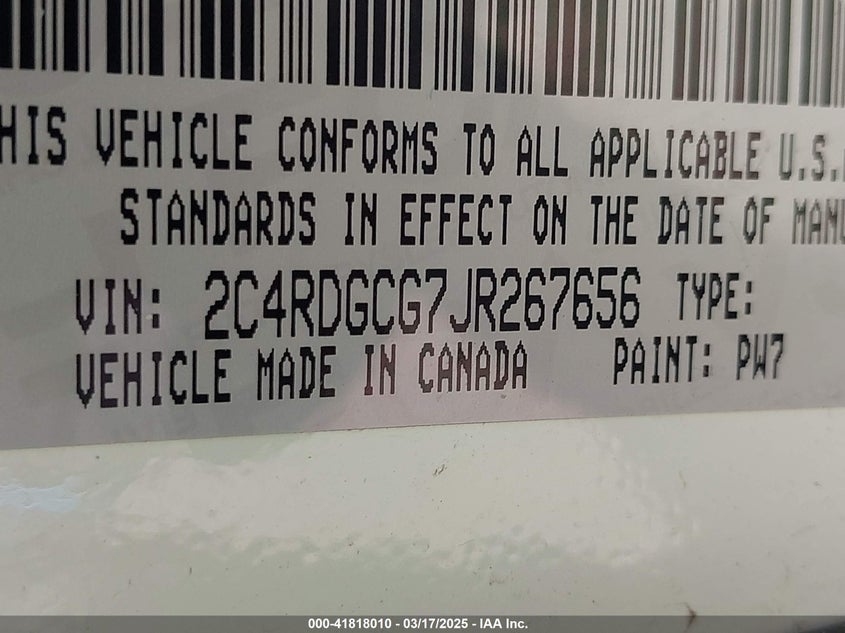 HIS VEHICLE CONFORMS TO ALL APPLICABLE U.S.
STANDARDS IN EFFECT ON THE DATE OF MANU
VIN: 2C4RDGCG7JR267656 TYPE:
VEHICLE MADE IN CANADA PAINT: PW7
000-41818010 - 03/17/2025 - IAA Inc.